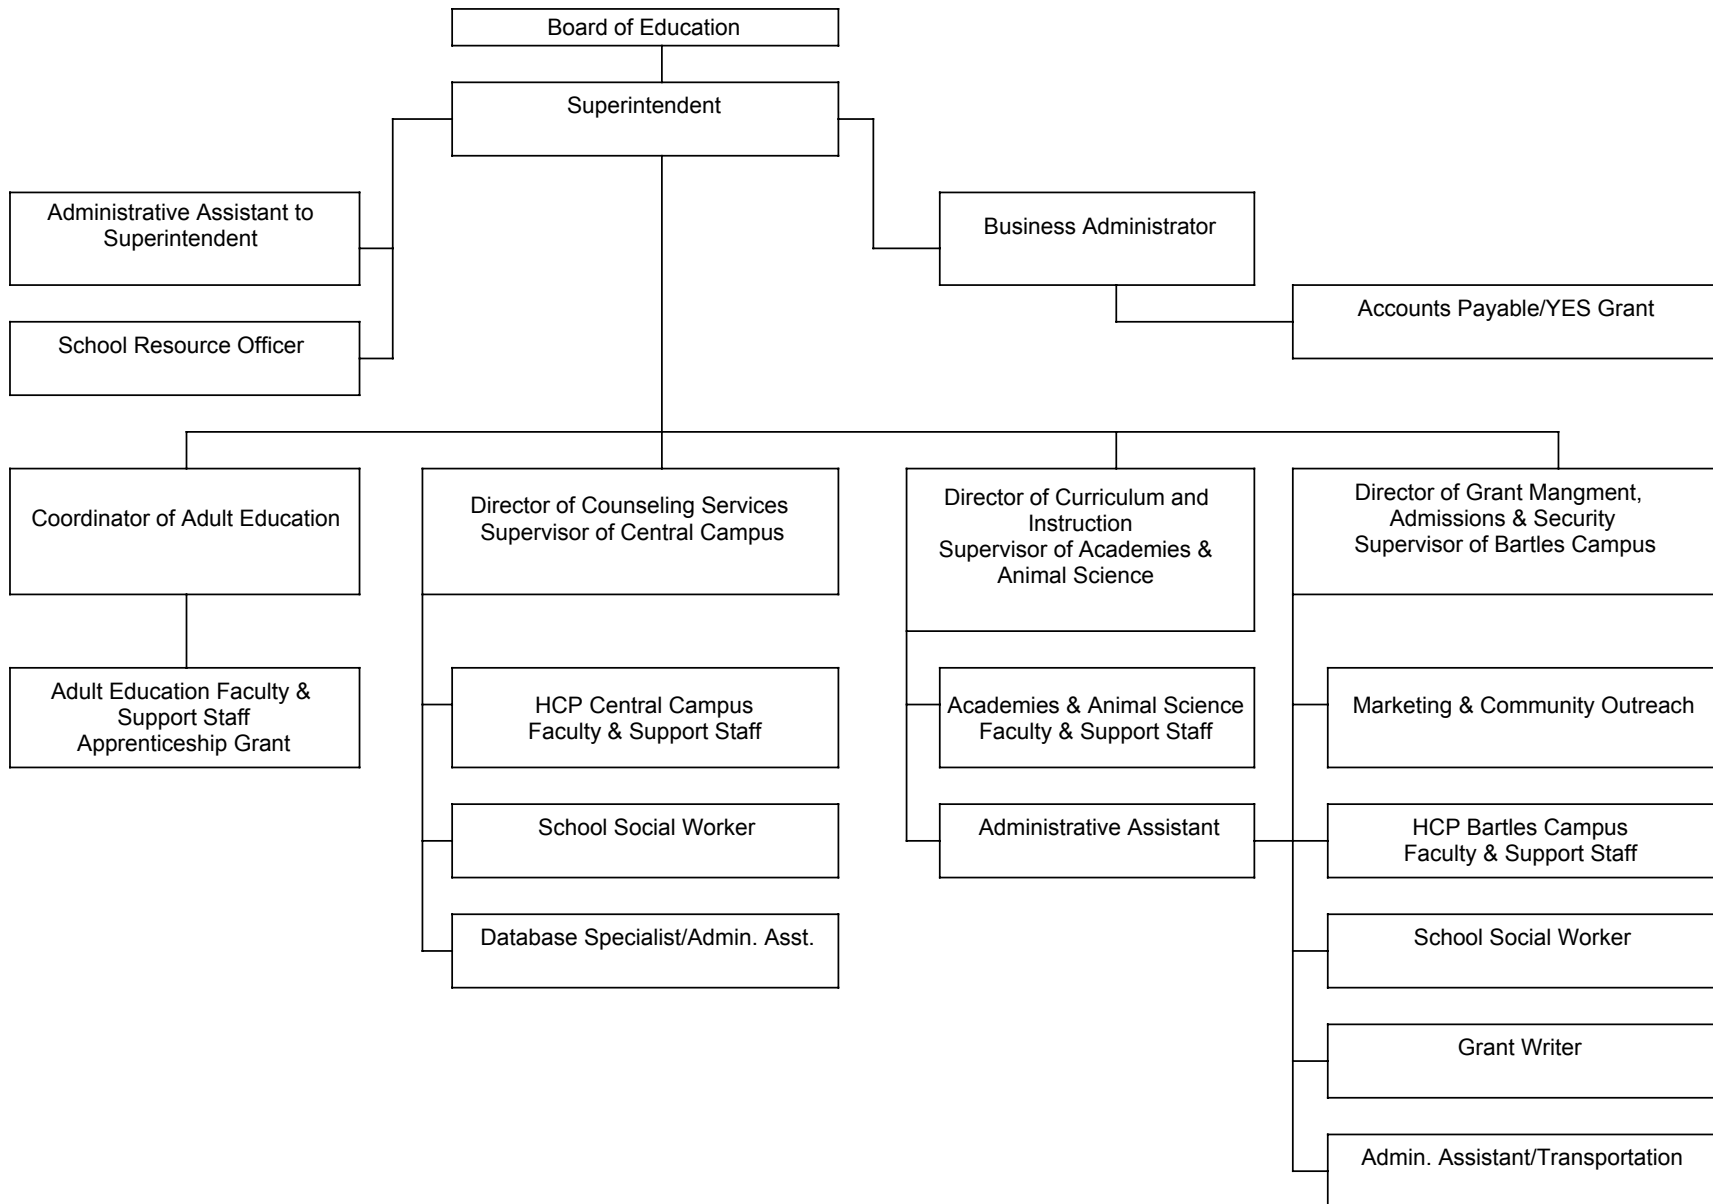 Board of Education
Superintendent
Administrative Assistant to
Superintendent
Business Administrator
Accounts Payable/YES Grant
School Resource Officer
Coordinator of Adult Education
Director of Counseling Services
Supervisor of Central Campus
Director of Curriculum and
Instruction
Supervisor of Academies &
Animal Science
Director of Grant Mangment,
Admissions & Security
Supervisor of Bartles Campus
Adult Education Faculty &
Support Staff
Apprenticeship Grant
HCP Central Campus
Faculty & Support Staff
Academies & Animal Science
Faculty & Support Staff
Marketing & Community Outreach
School Social Worker
Administrative Assistant
HCP Bartles Campus
Faculty & Support Staff
Database Specialist/Admin. Asst.
School Social Worker
Grant Writer
Admin. Assistant/Transportation